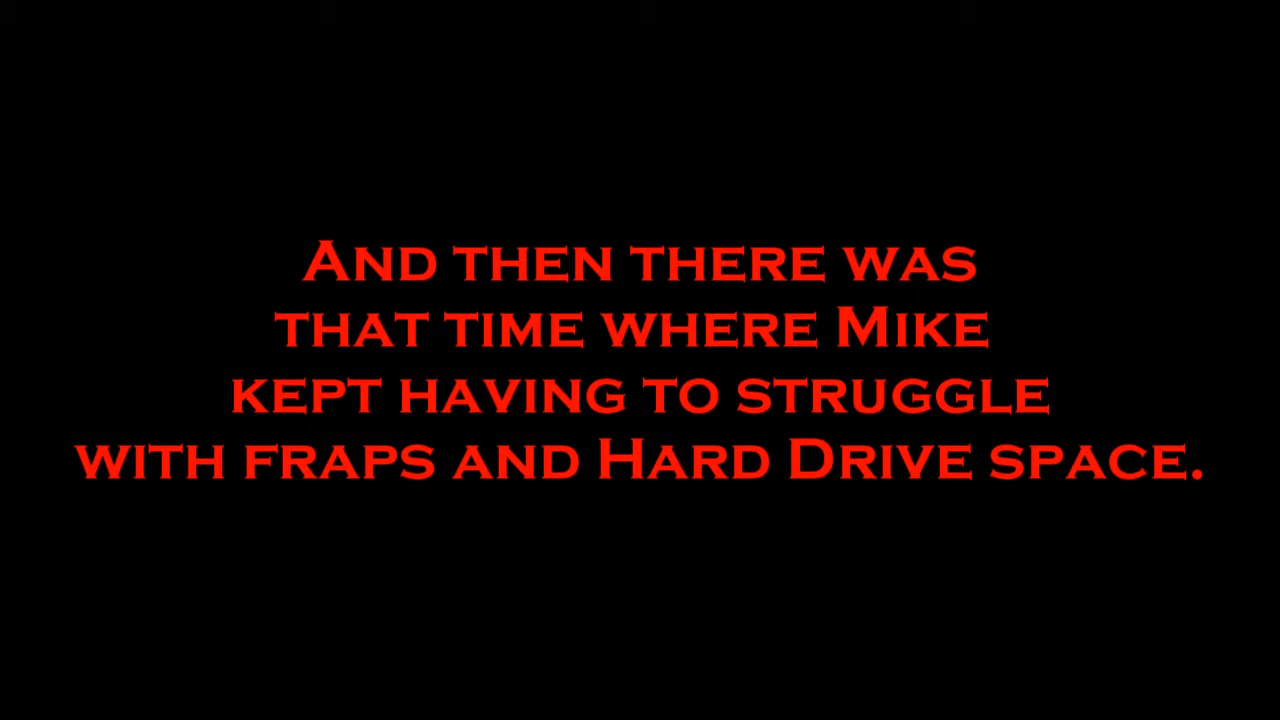 And then there was
that time where Mike
kept having to struggle
with fraps and Hard Drive space.